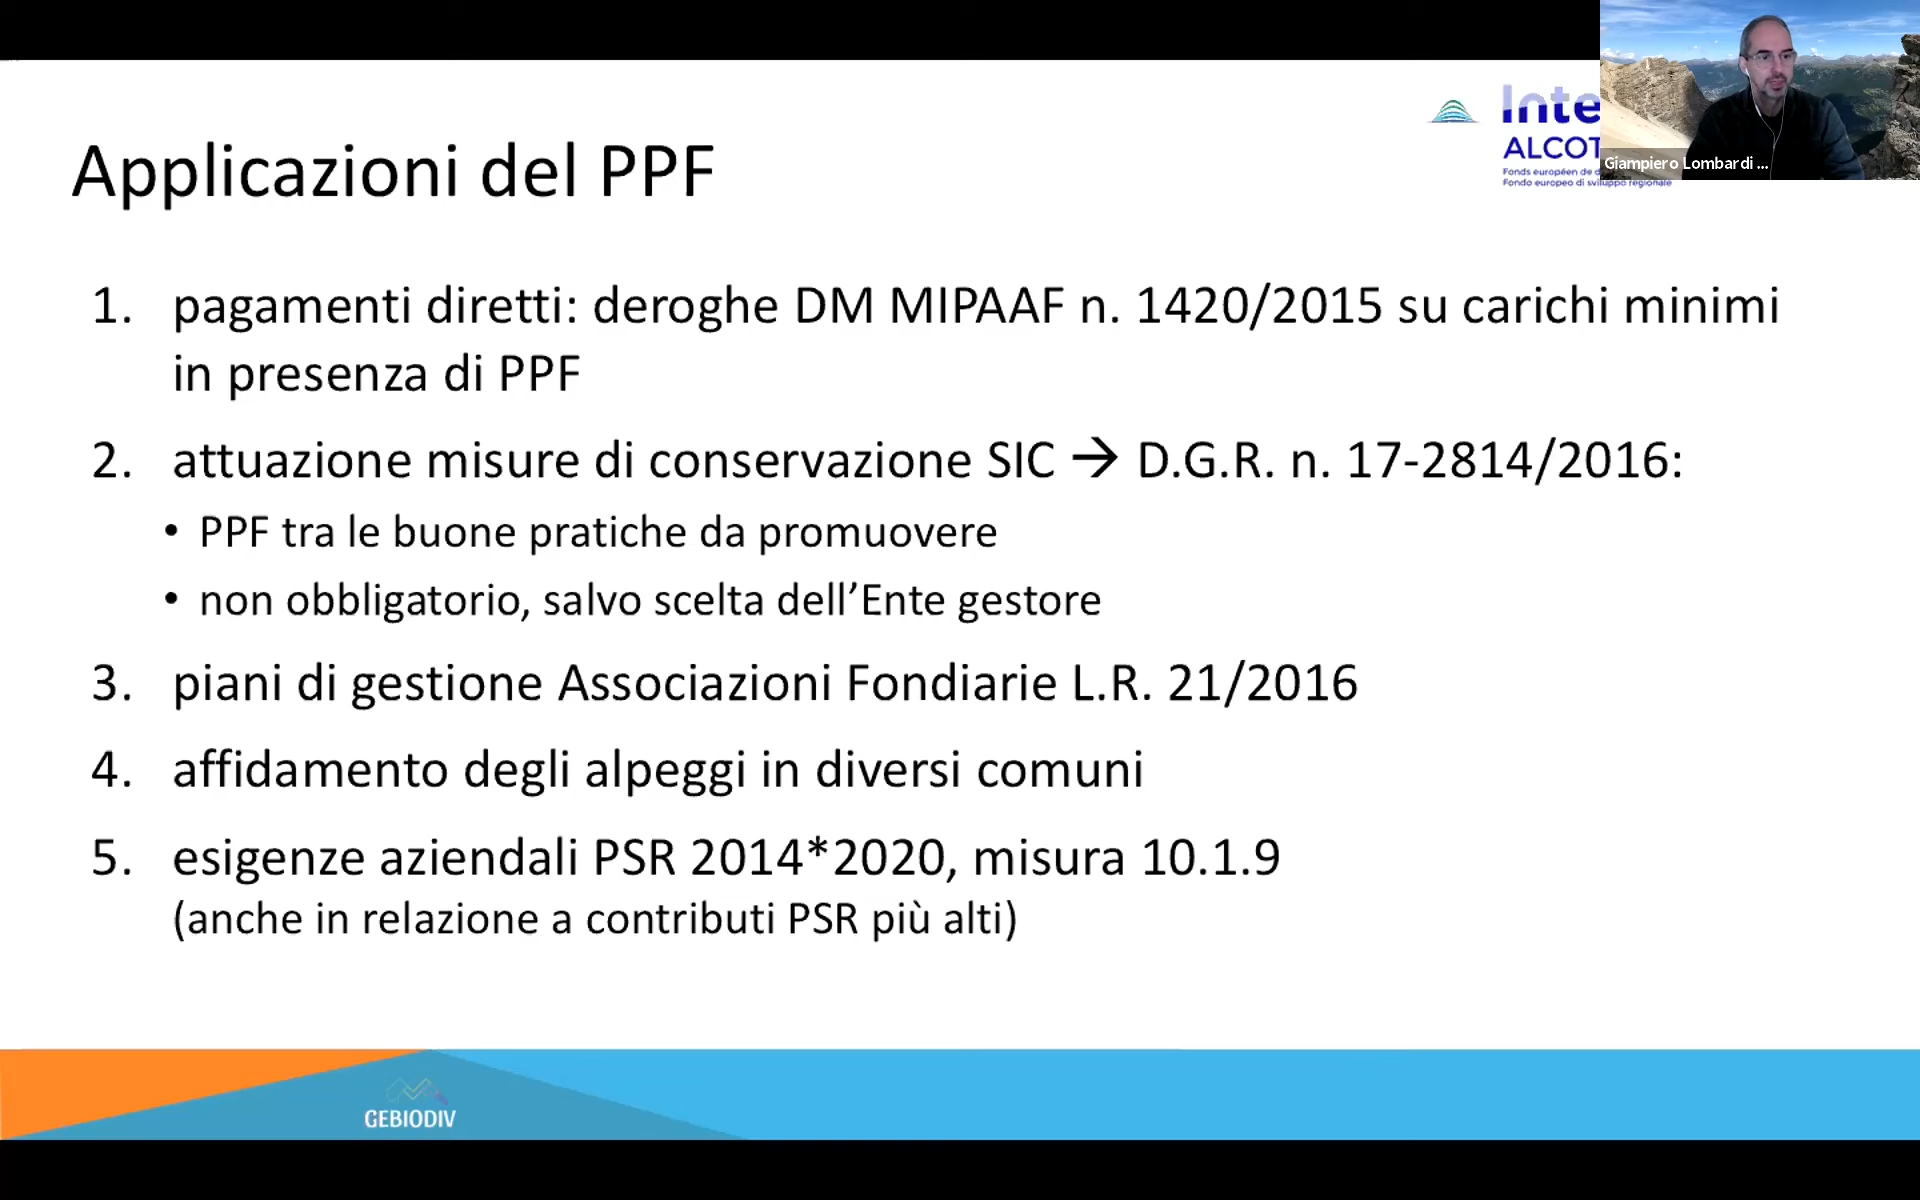 Inte
ALCOT
Fonds européen de d
Fondo europeo di sviluppo regionale
Giampiero Lombardi ...
Applicazioni del PPF
1. pagamenti diretti: deroghe DM MIPAAF n. 1420/2015 su carichi minimi
in presenza di PPF
2. attuazione misure di conservazione SIC → D.G.R. n. 17-2814/2016:
• PPF tra le buone pratiche da promuovere
• non obbligatorio, salvo scelta dell’Ente gestore
3. piani di gestione Associazioni Fondiarie L.R. 21/2016
4. affidamento degli alpeggi in diversi comuni
5. esigenze aziendali PSR 2014*2020, misura 10.1.9
(anche in relazione a contributi PSR più alti)
GEBIODIV